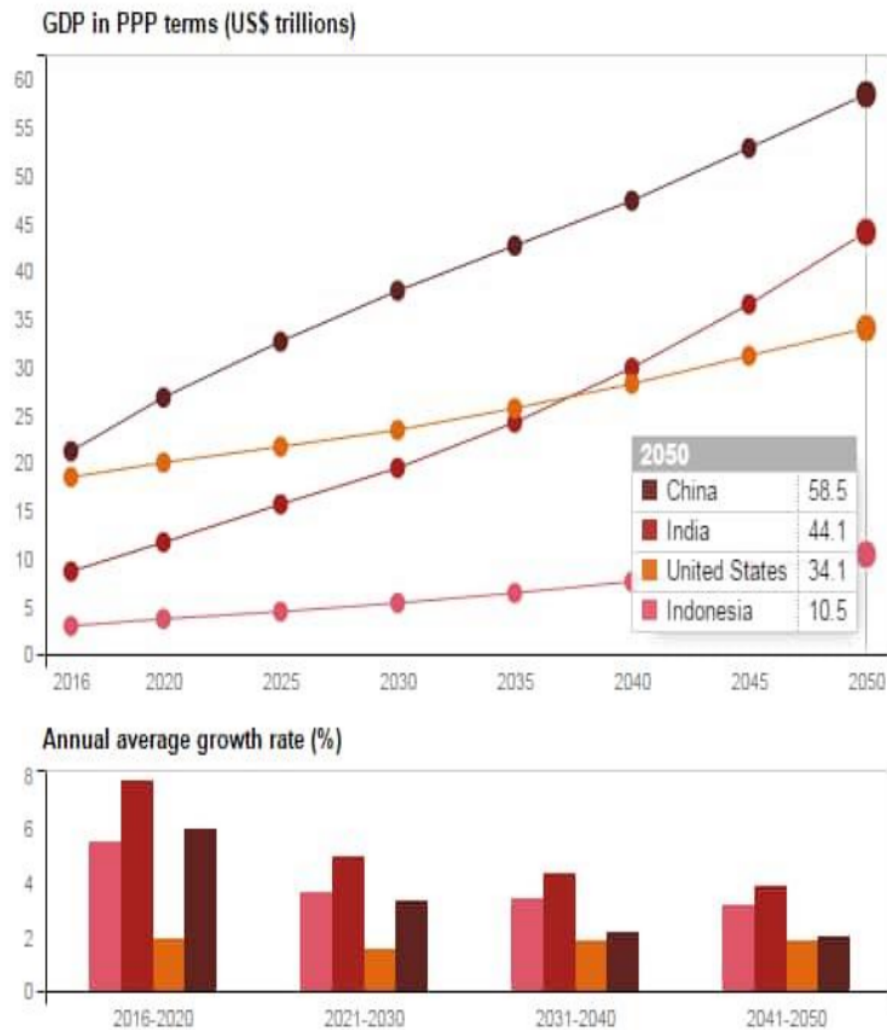 GDP in PPP terms (US$ trillions)
60
55
50
45
40
35
30
25
20
15
10
5
0
2050
China 58.5
India 44.1
United States 34.1
Indonesia 10.5
2016 2020 2025 2030 2035 2040 2045 2050
Annual average growth rate (%)
8
6
4
2
0
2016-2020 2021-2030 2031-2040 2041-2050